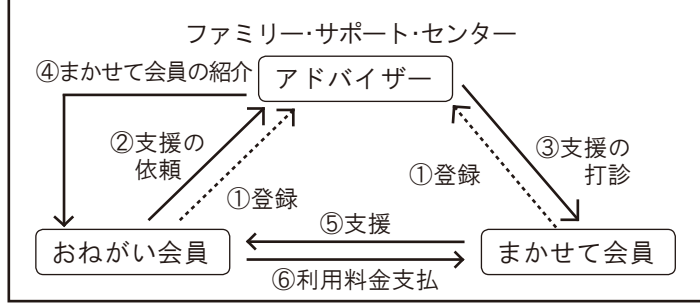 ファミリー･サポート･センター
④まかせて会員の紹介
アドバイザー
②支援の
依頼
③支援の
打診
①登録
①登録
⑤支援
おねがい会員
まかせて会員
⑥利用料金支払